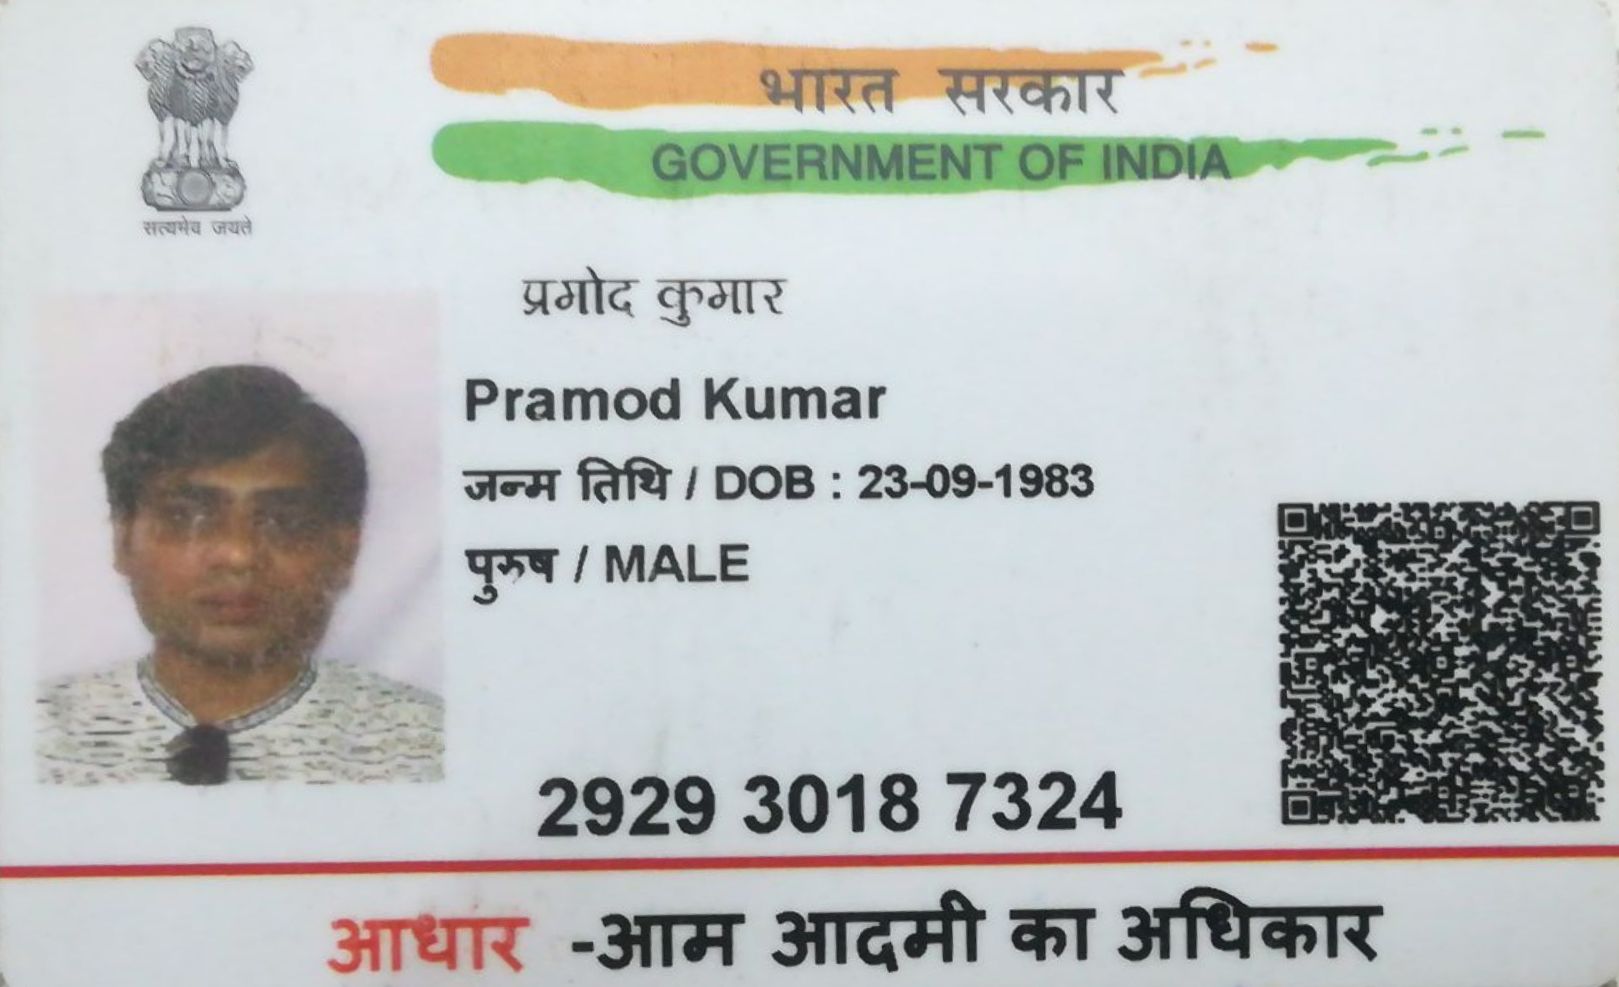 भारत सरकार
GOVERNMENT OF INDIA
सत्यमेव जयते
प्रमोद कुमार
Pramod Kumar
जन्म तिथि / DOB : 23-09-1983
पुरुष / MALE
2929 3018 7324
आधार -आम आदमी का अधिकार